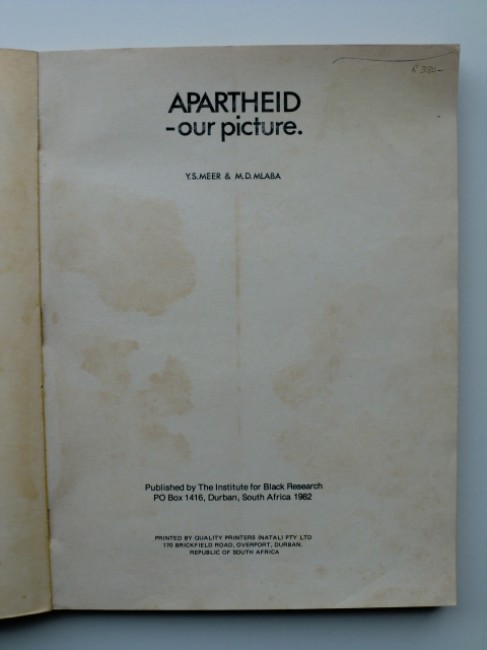 R 330-
APARTHEID
-our picture.
Y.S.MEER & M.D.MLABA
Published by The Institute for Black Research
PO Box 1416, Durban, South Africa 1982
PRINTED BY QUALITY PRINTERS (NATAL) PTY LTD
170 BRICKFIELD ROAD, OVERPORT, DURBAN.
REPUBLIC OF SOUTH AFRICA